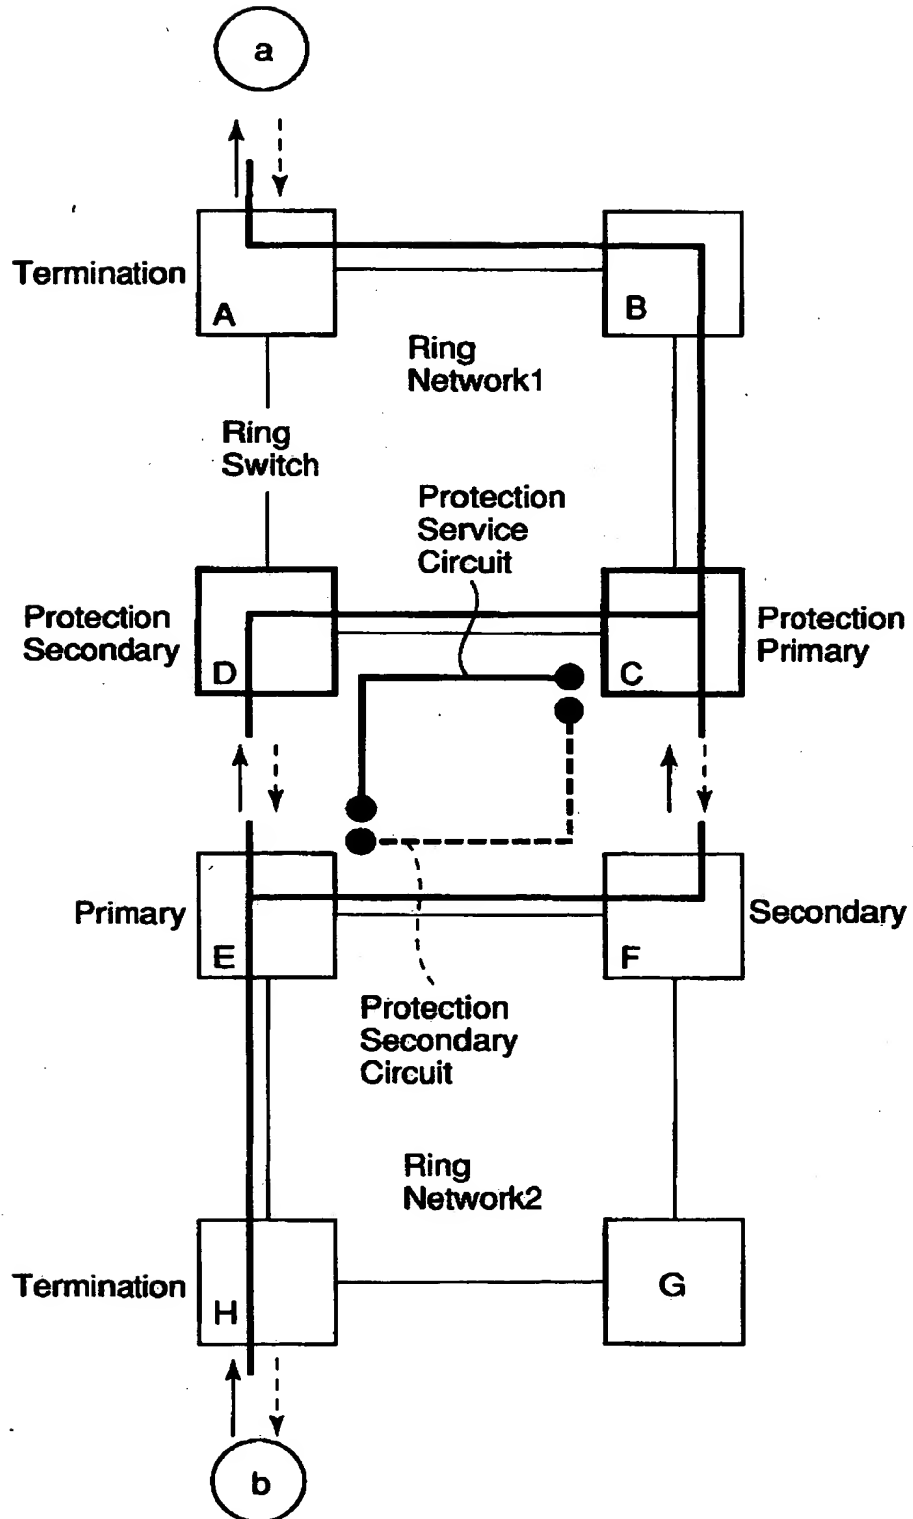 a
Termination
A
B
Ring
Network1
Ring
Switch
Protection
Service
Circuit
Protection
Secondary
D
C
Protection
Primary
Primary
E
F
Secondary
Protection
Secondary
Circuit
Ring
Network2
Termination
H
G
b